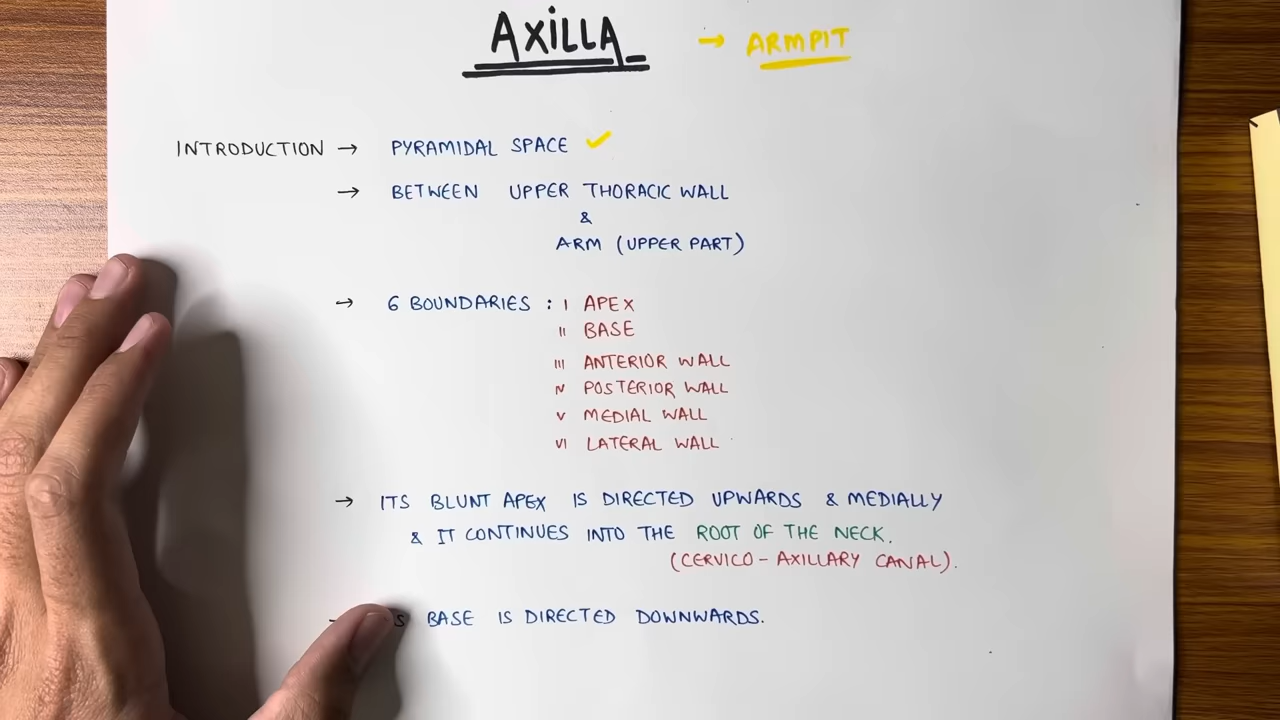 AXILLA → ARMPIT
INTRODUCTION → PYRAMIDAL SPACE ✓
→ BETWEEN UPPER THORACIC WALL
&
ARM (UPPER PART)
→ 6 BOUNDARIES : I APEX
II BASE
III ANTERIOR WALL
IV POSTERIOR WALL
V MEDIAL WALL
VI LATERAL WALL
→ ITS BLUNT APEX IS DIRECTED UPWARDS & MEDIALLY
& IT CONTINUES INTO THE ROOT OF THE NECK.
(CERVICO-AXILLARY CANAL).
BASE IS DIRECTED DOWNWARDS.